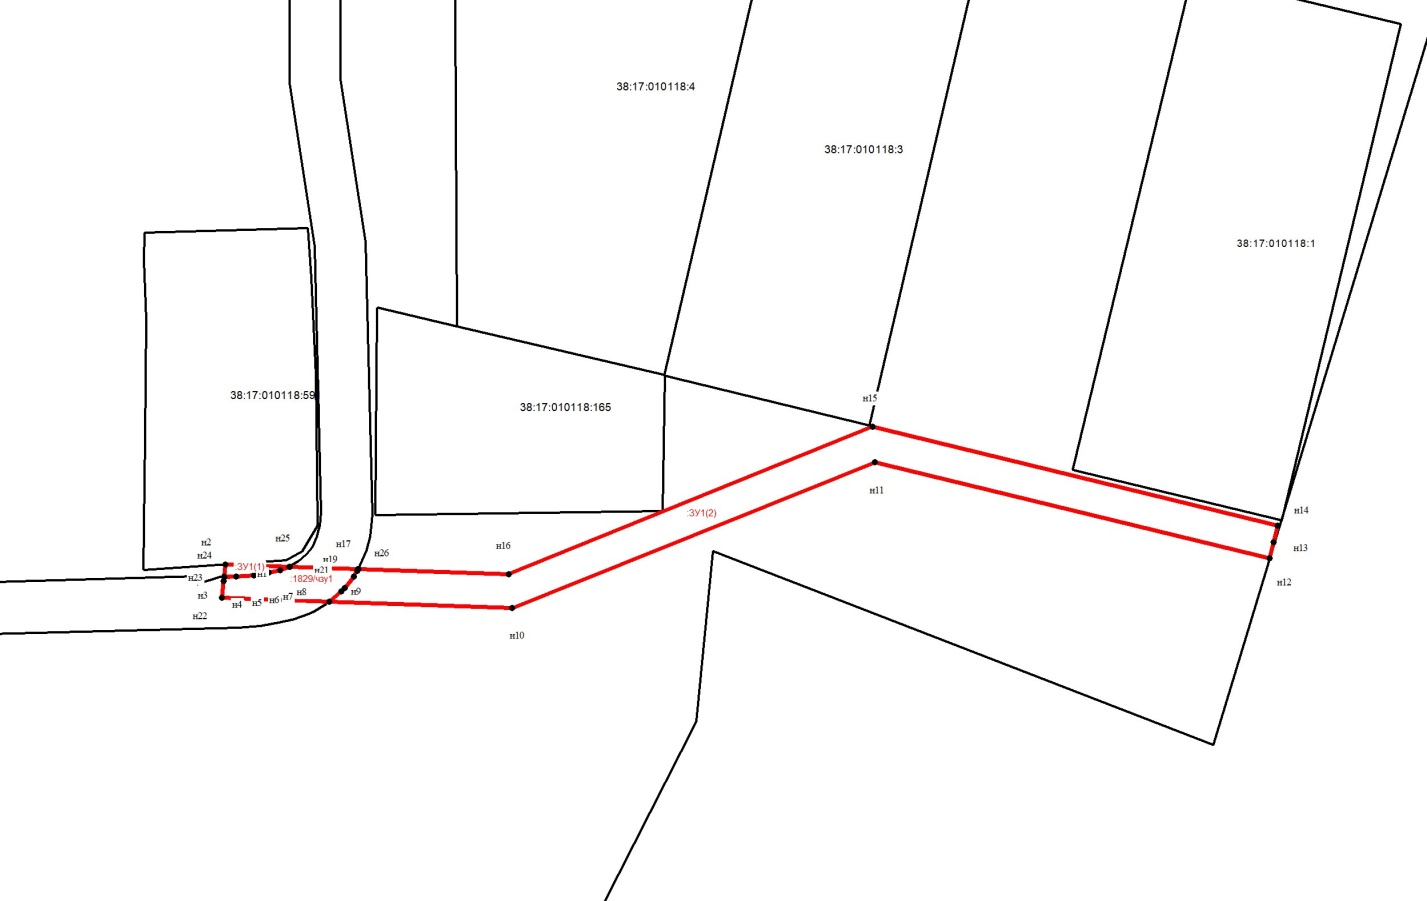 38:17:010118:4
38:17:010118:3
38:17:010118:1
38:17:010118:59
н15
38:17:010118:165
н11
:ЗУ1(2)
н14
н2
н25
н17
н16
н13
н24
н26
н19
:ЗУ1(1)
н1
н21
н23
:1829/чзу1
н12
н3
н4
н5
н6
н7
н8
н9
н22
н10